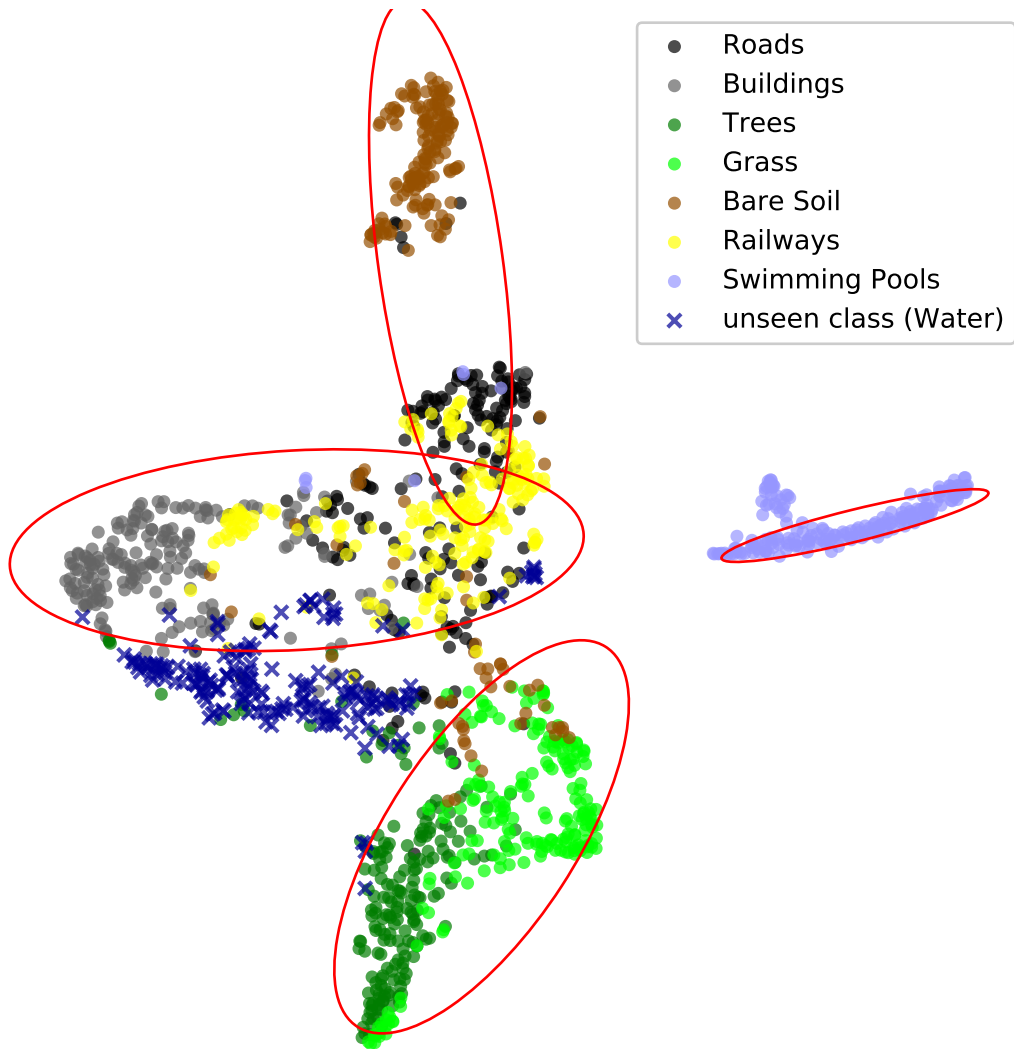 Roads
Buildings
Trees
Grass
Bare Soil
Railways
Swimming Pools
unseen class (Water)